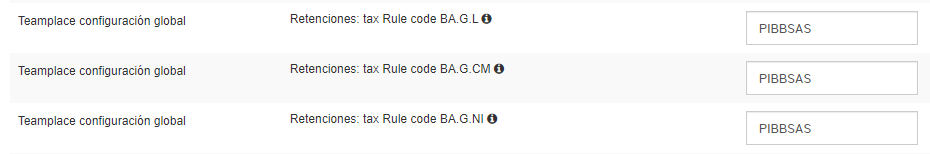 Teamplace configuración global Retenciones: tax Rule code BA.G.L PIBBSAS
Teamplace configuración global Retenciones: tax Rule code BA.G.CM PIBBSAS
Teamplace configuración global Retenciones: tax Rule code BA.G.NI PIBBSAS